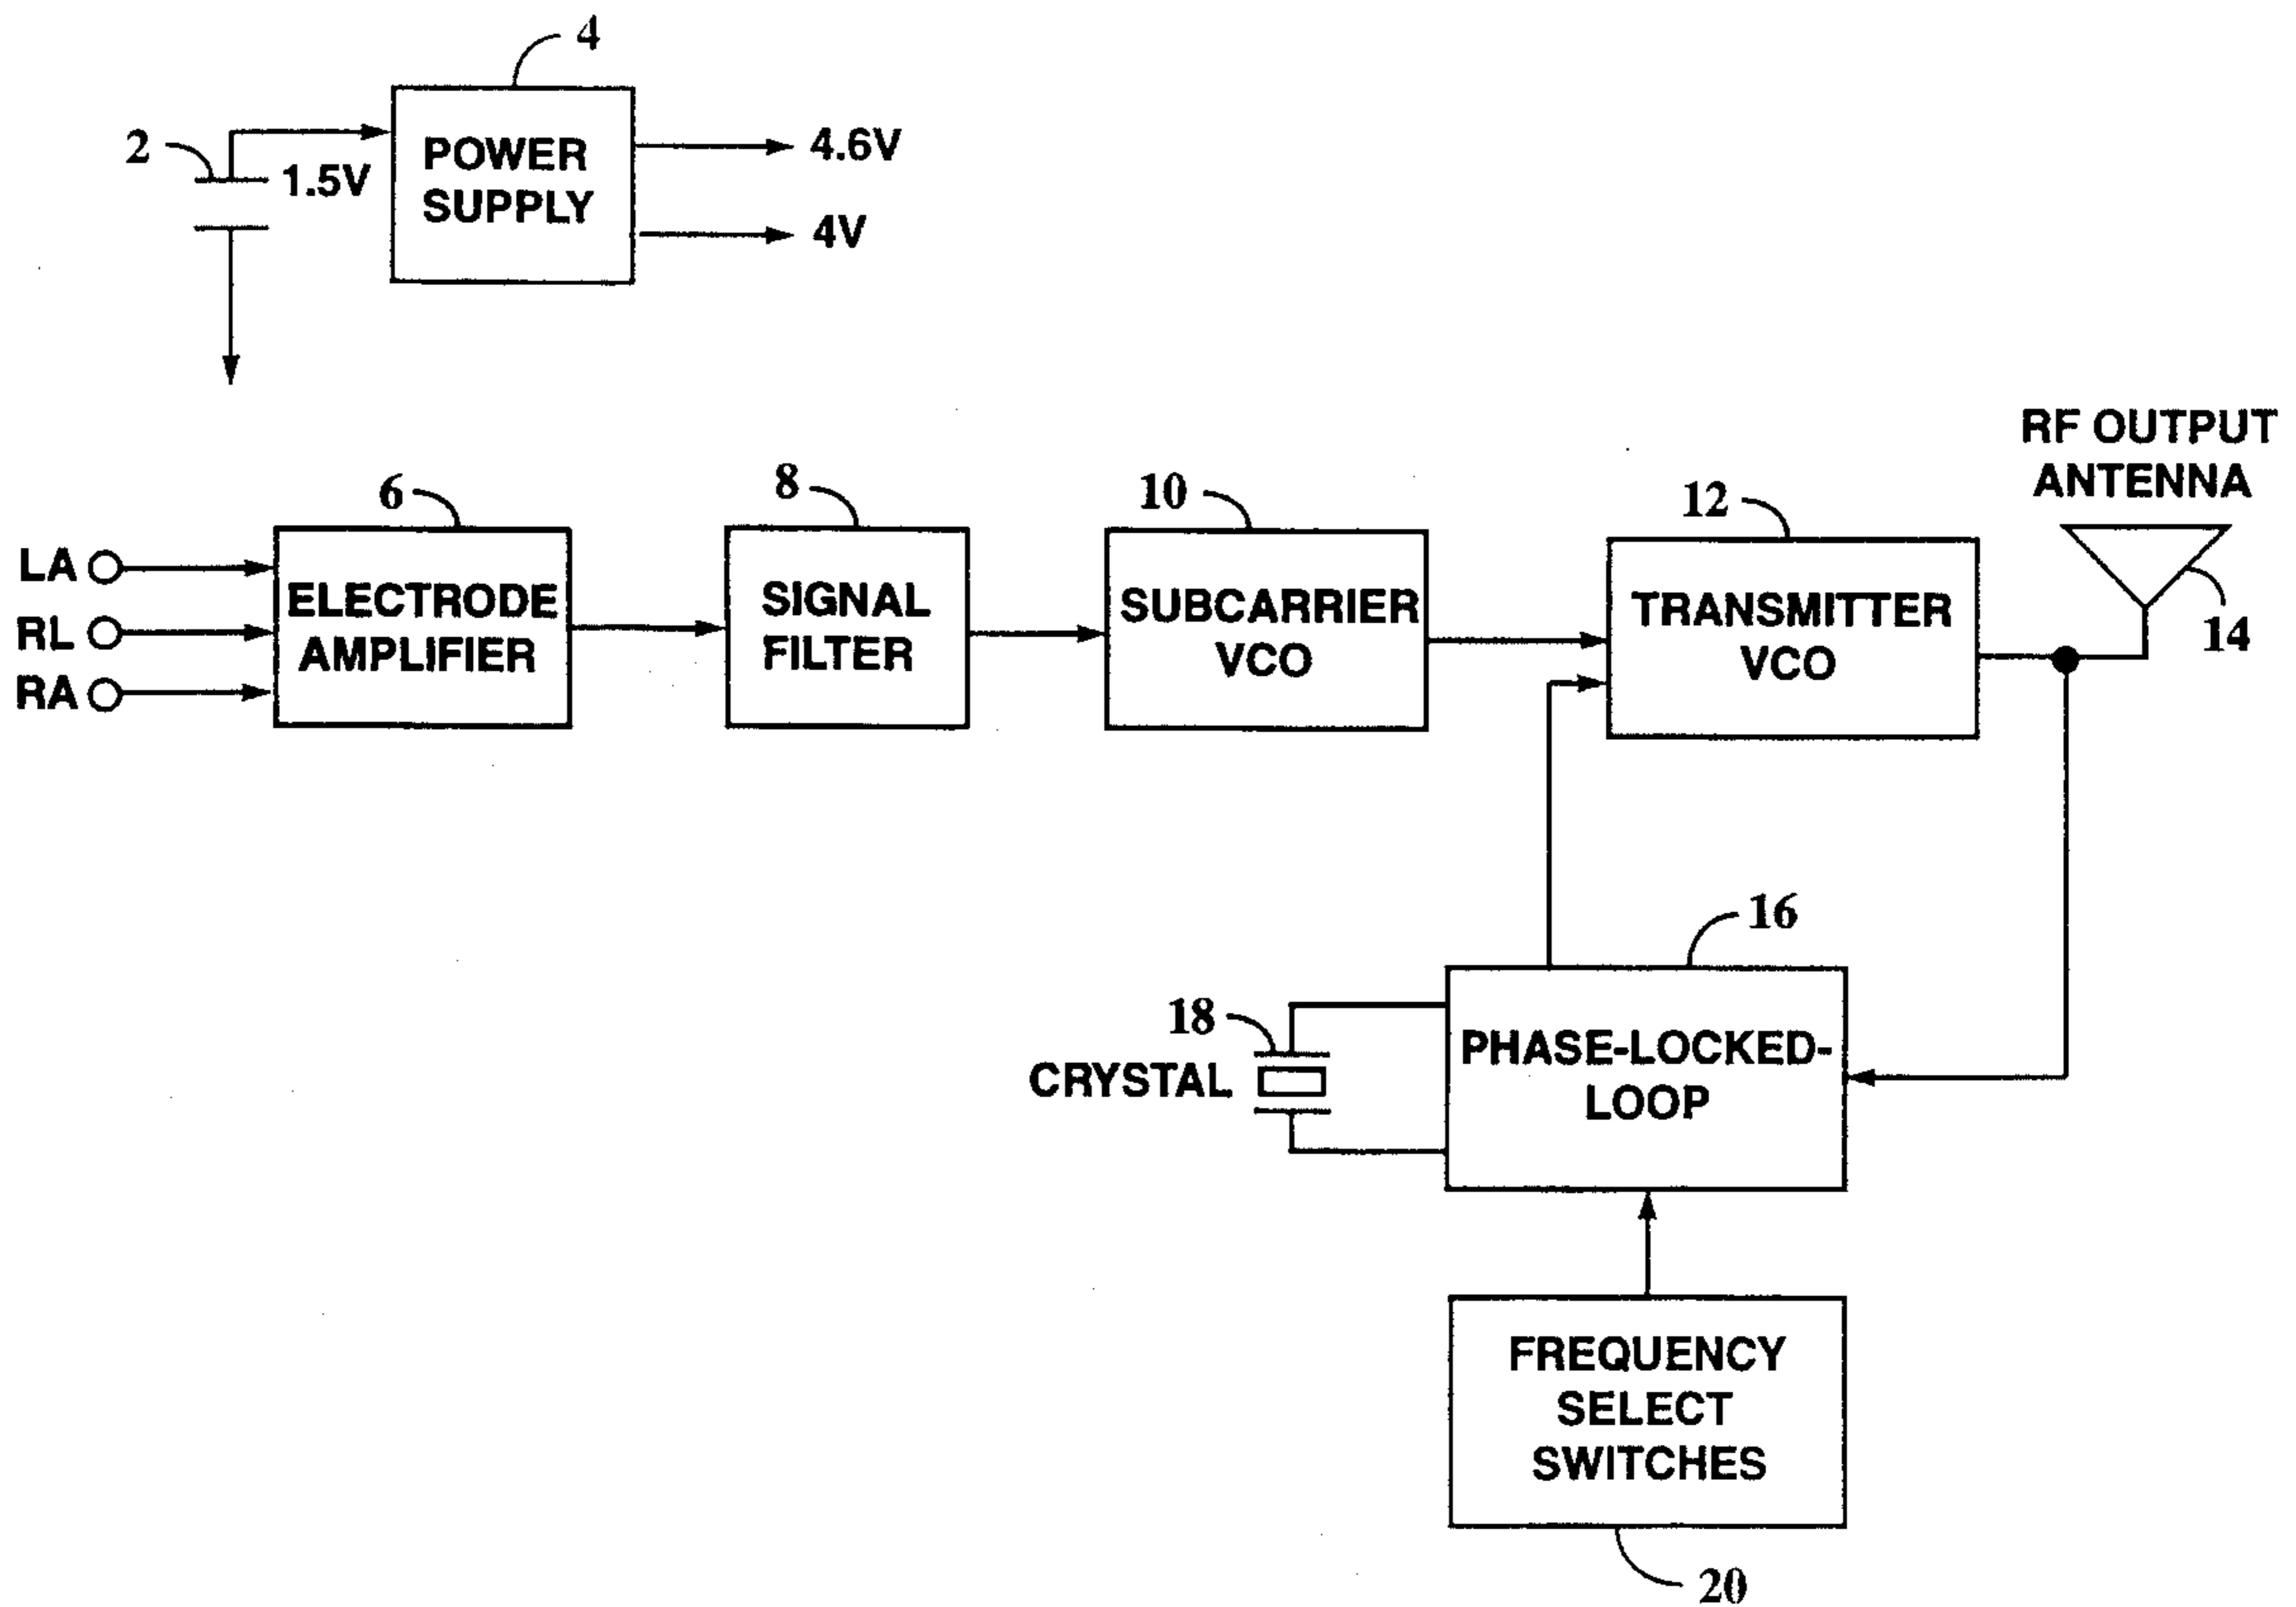 4
2
1.5V
POWER
SUPPLY
4.6V
4V
RF OUTPUT
ANTENNA
6
8
10
12
14
LA
RL
RA
ELECTRODE
AMPLIFIER
SIGNAL
FILTER
SUBCARRIER
VCO
TRANSMITTER
VCO
16
18
CRYSTAL
PHASE-LOCKED-
LOOP
FREQUENCY
SELECT
SWITCHES
20